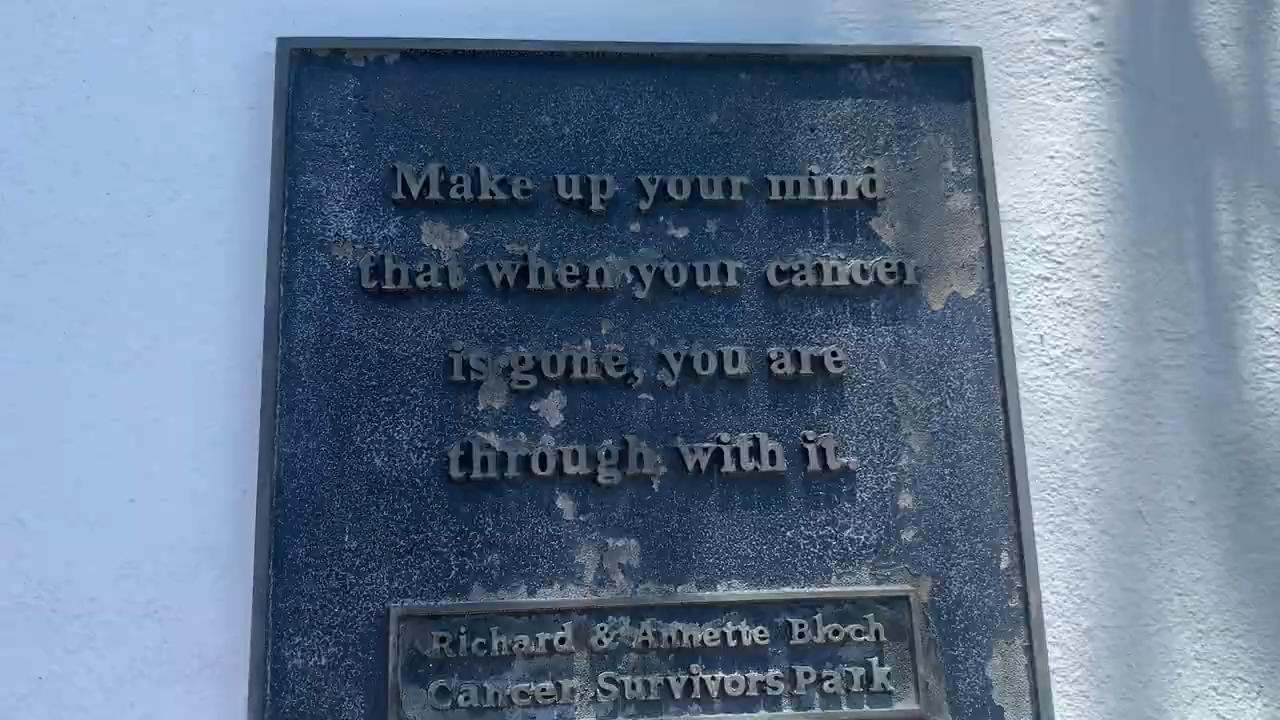 Make up your mind
that when your cancer
is gone, you are
through with it.
Richard & Annette Bloch
Cancer Survivors Park